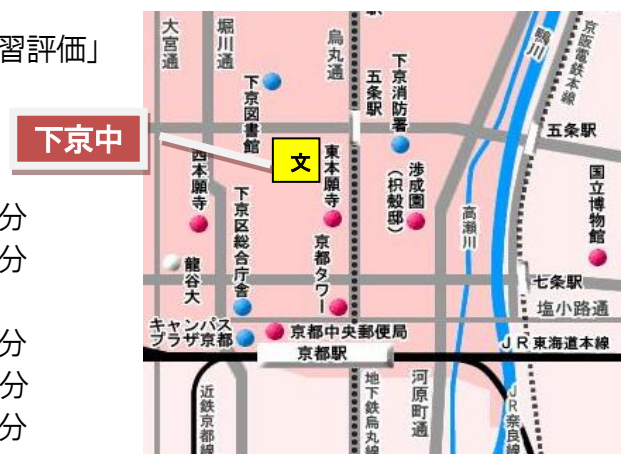 習評価」
下京中
分
分
分
分
分
文
大宮通
堀川通
烏丸通
下京図書館
五条駅
下京消防署
鴨川
京阪電鉄本線
五条駅
西本願寺
東本願寺
渉成園
（枳殻邸）
国立博物館
高瀬川
龍谷大
下京区総合庁舎
京都タワー
七条駅
塩小路通
キャンパス
プラザ京都
京都中央郵便局
京都駅
JR東海道本線
近鉄京都線
地下鉄烏丸線
河原町通
JR奈良線